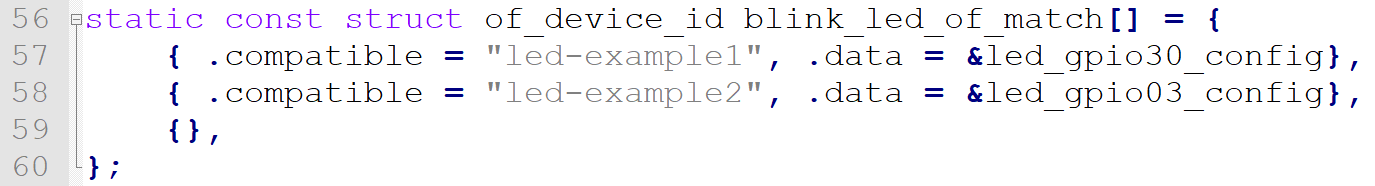 56 static const struct of_device_id blink_led_of_match[] = {
57     { .compatible = "led-example1", .data = &led_gpio30_config},
58     { .compatible = "led-example2", .data = &led_gpio03_config},
59     {},
60 };